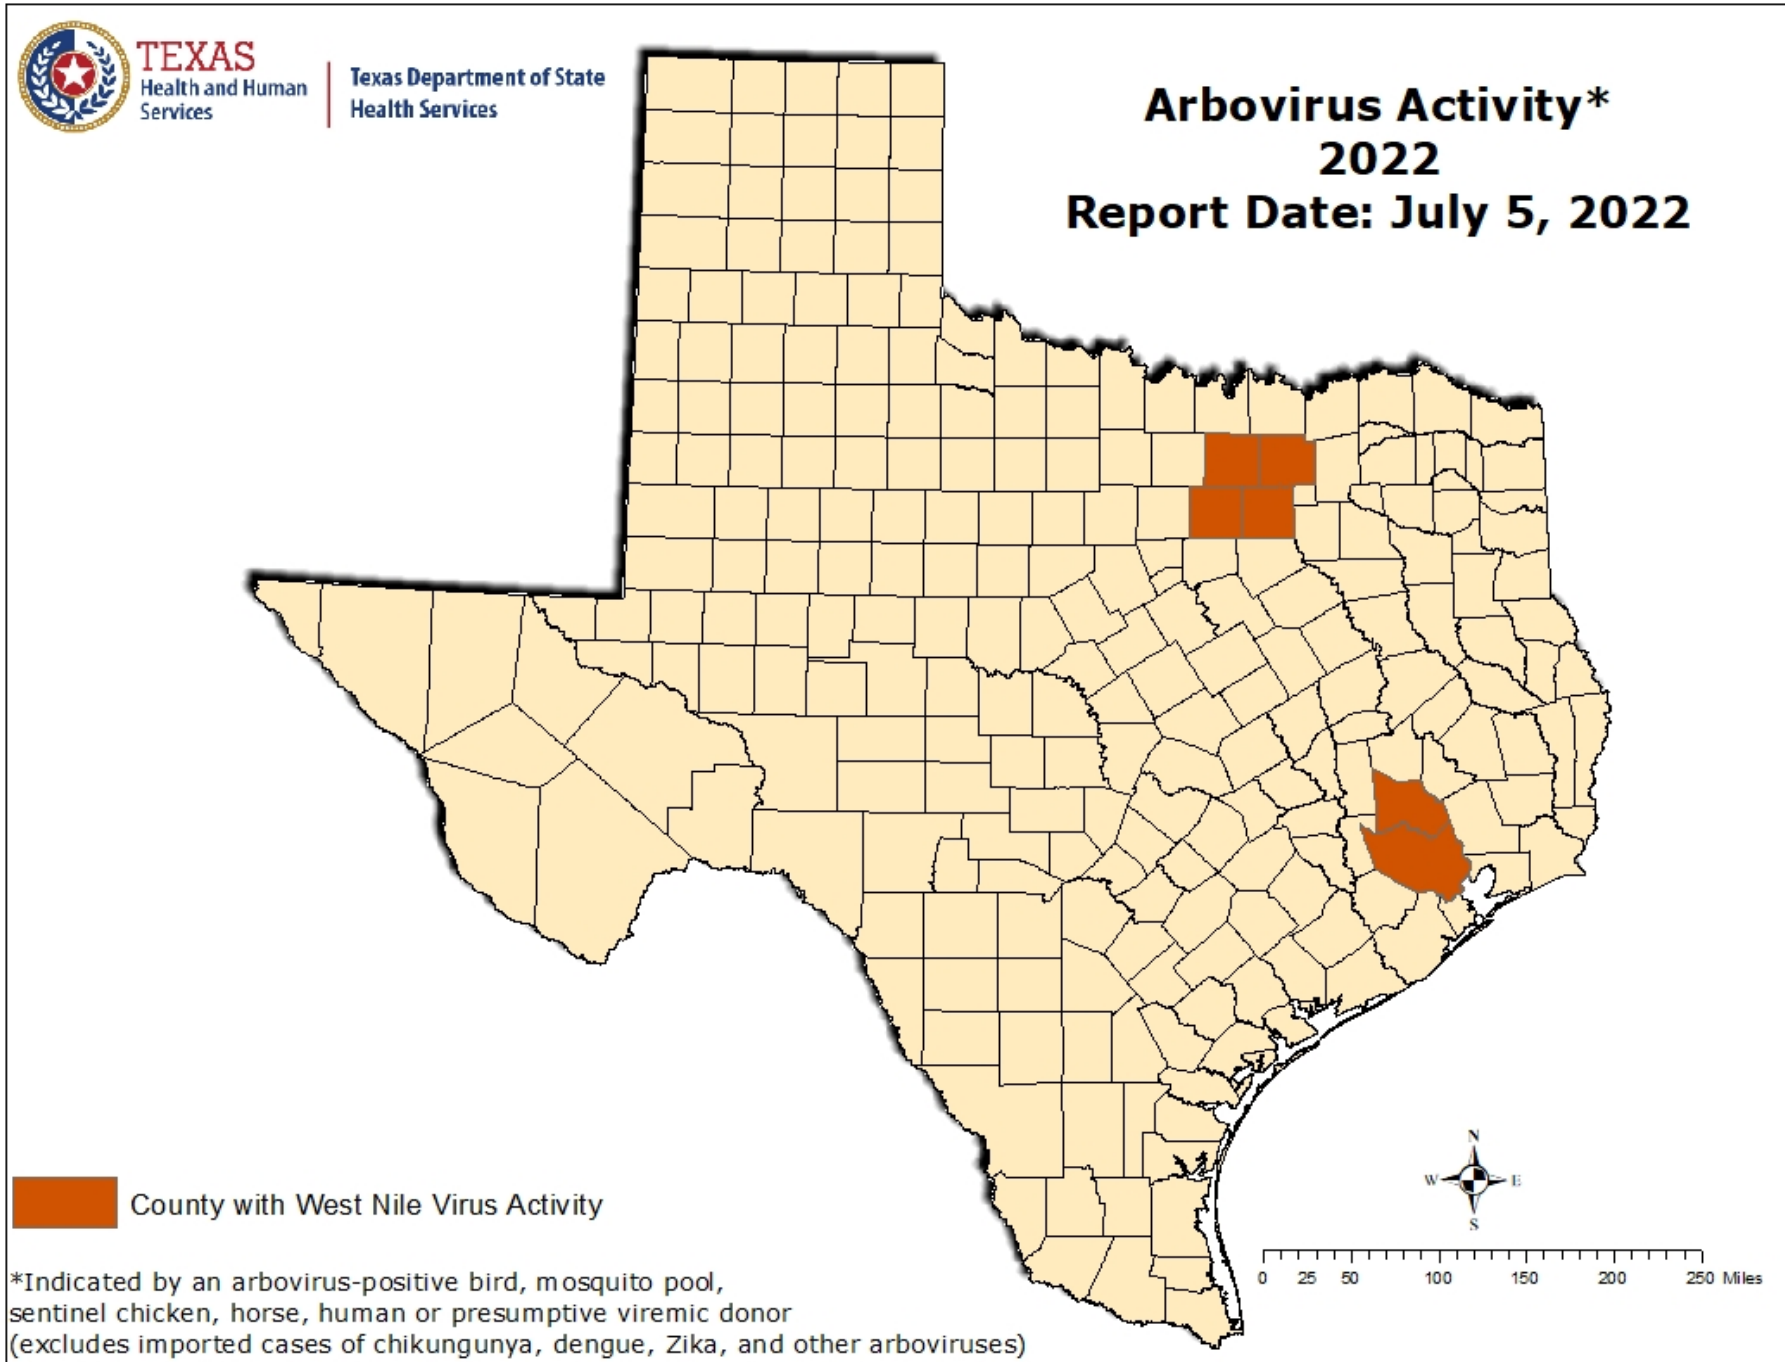 TEXAS
Health and Human
Services
Texas Department of State
Health Services
Arbovirus Activity*
2022
Report Date: July 5, 2022
County with West Nile Virus Activity
*Indicated by an arbovirus-positive bird, mosquito pool,
sentinel chicken, horse, human or presumptive viremic donor
(excludes imported cases of chikungunya, dengue, Zika, and other arboviruses)
N
W E
S
0 25 50 100 150 200 250 Miles